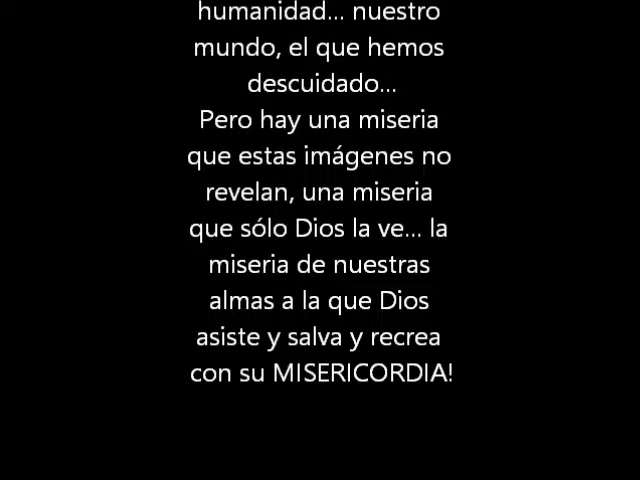 humanidad... nuestro
mundo, el que hemos
descuidado...
Pero hay una miseria
que estas imágenes no
revelan, una miseria
que sólo Dios la ve... la
miseria de nuestras
almas a la que Dios
asiste y salva y recrea
con su MISERICORDIA!